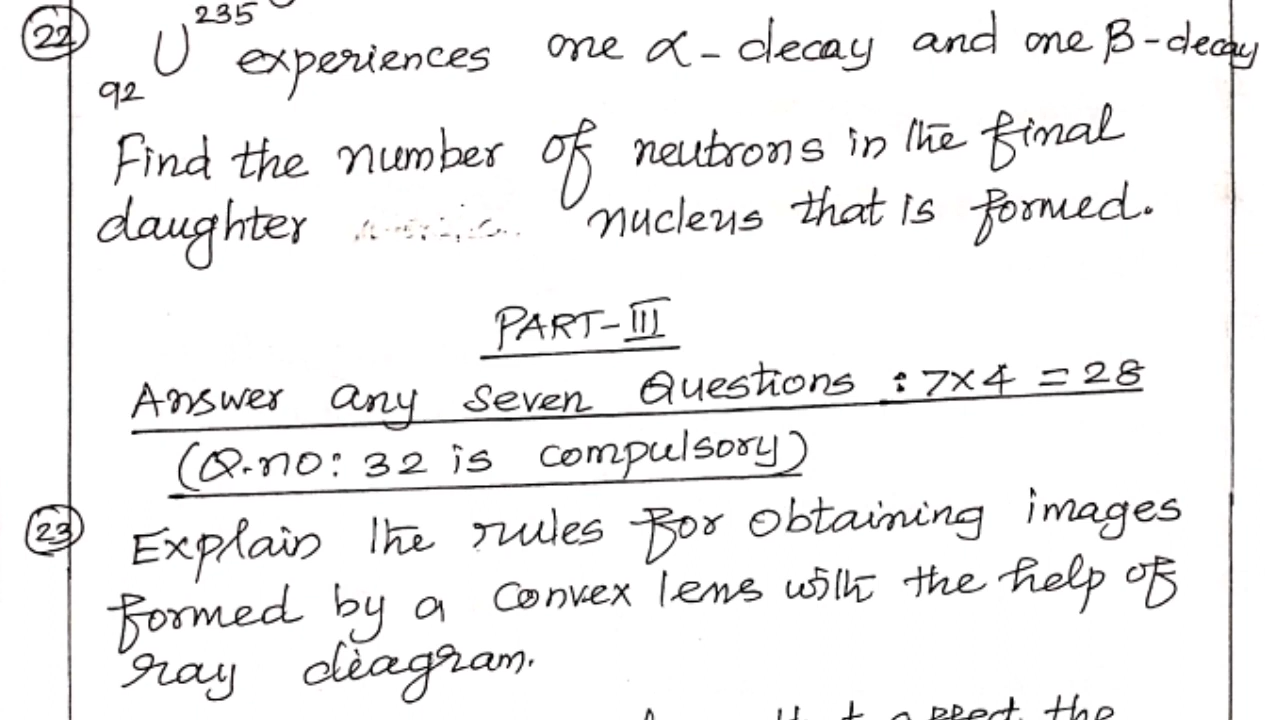 22 ₉₂U²³⁵ experiences one α-decay and one β-decay
Find the number of neutrons in the final
daughter nucleus that is formed.
PART-III
Answer any seven Questions : 7x4 = 28
(Q.no: 32 is compulsory)
23 Explain the rules for obtaining images
formed by a convex lens with the help of
ray diagram.
the